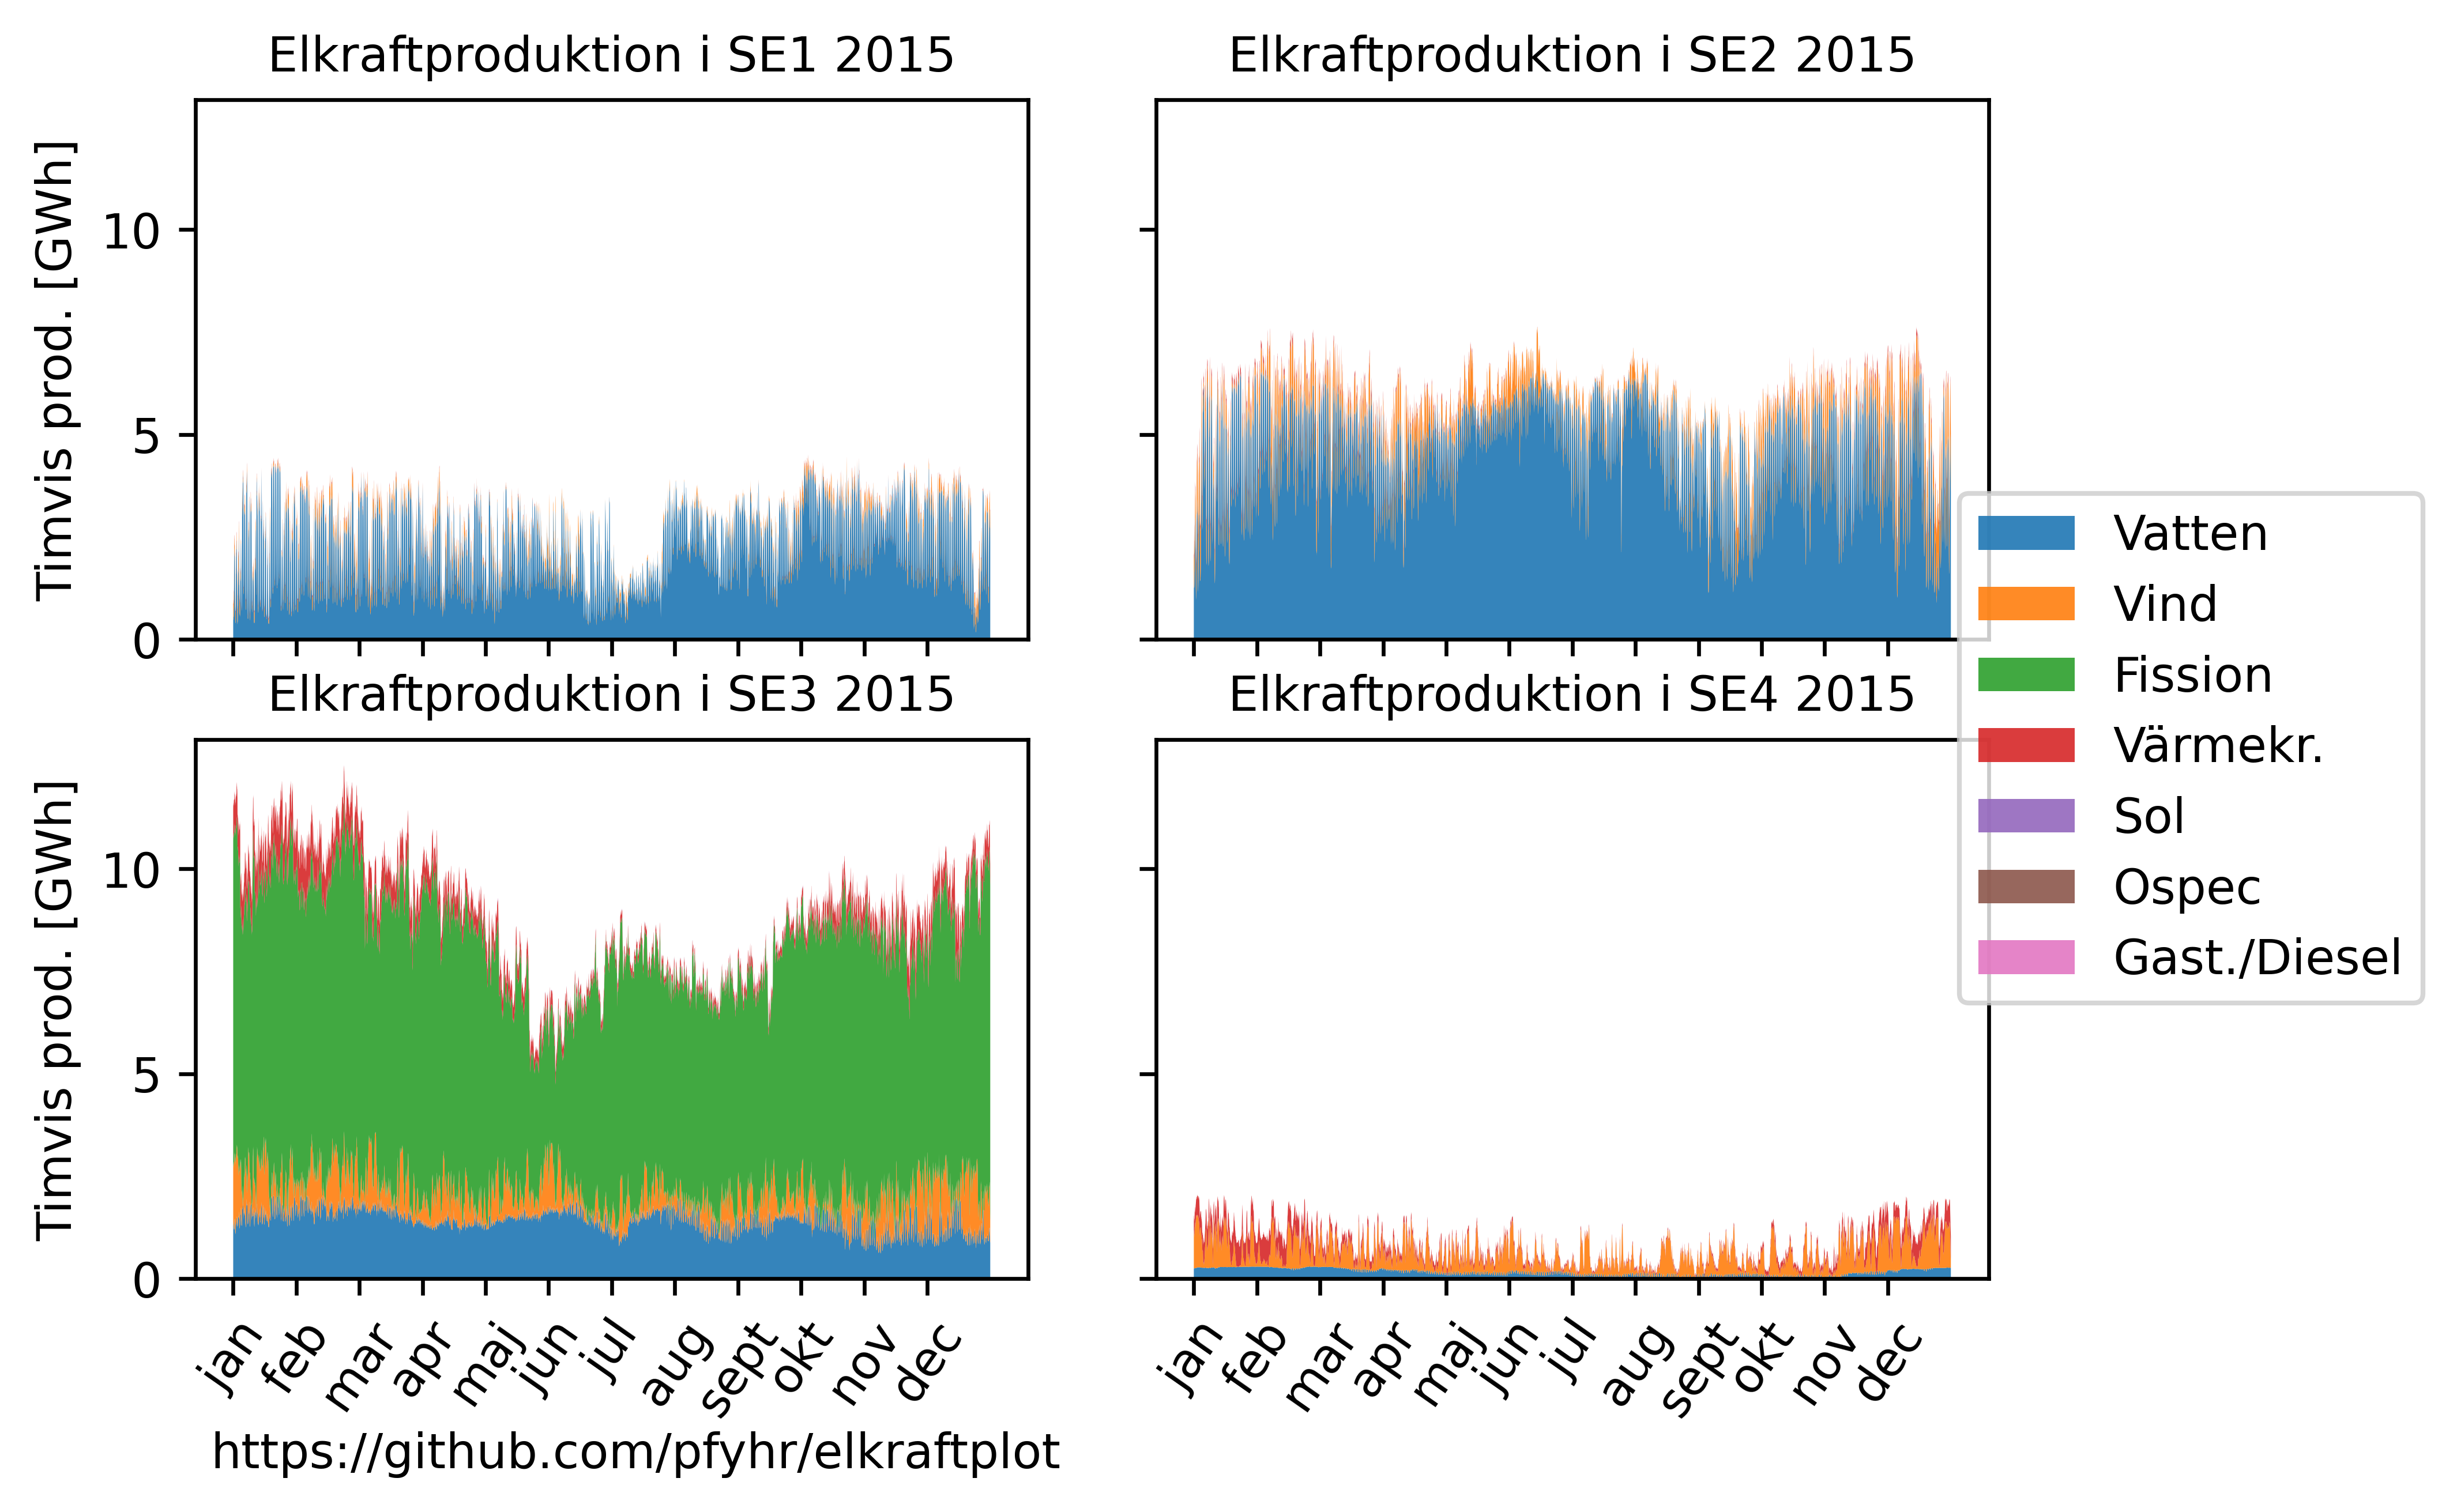 Elkraftproduktion i SE1 2015
Elkraftproduktion i SE2 2015
Timvis prod. [GWh]
10
5
0
Elkraftproduktion i SE3 2015
Elkraftproduktion i SE4 2015
Timvis prod. [GWh]
10
5
0
jan
feb
mar
apr
maj
jun
jul
aug
sept
okt
nov
dec
jan
feb
mar
apr
maj
jun
jul
aug
sept
okt
nov
dec
Vatten
Vind
Fission
Värmekr.
Sol
Ospec
Gast./Diesel
https://github.com/pfyhr/elkraftplot